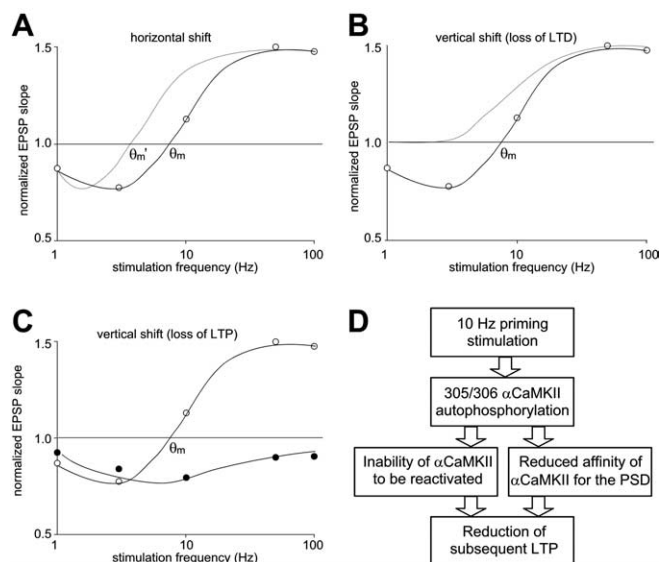 A
horizontal shift
1.5
1.0
0.5
normalized EPSP slope
θm'
θm
1
10
100
stimulation frequency (Hz)
B
vertical shift (loss of LTD)
1.5
1.0
0.5
normalized EPSP slope
θm
1
10
100
stimulation frequency (Hz)
C
vertical shift (loss of LTP)
1.5
1.0
0.5
normalized EPSP slope
θm
1
10
100
stimulation frequency (Hz)
D
10 Hz priming
stimulation
305/306 αCaMKII
autophosphorylation
Inability of αCaMKII
to be reactivated
Reduced affinity of
αCaMKII for the PSD
Reduction of
subsequent LTP